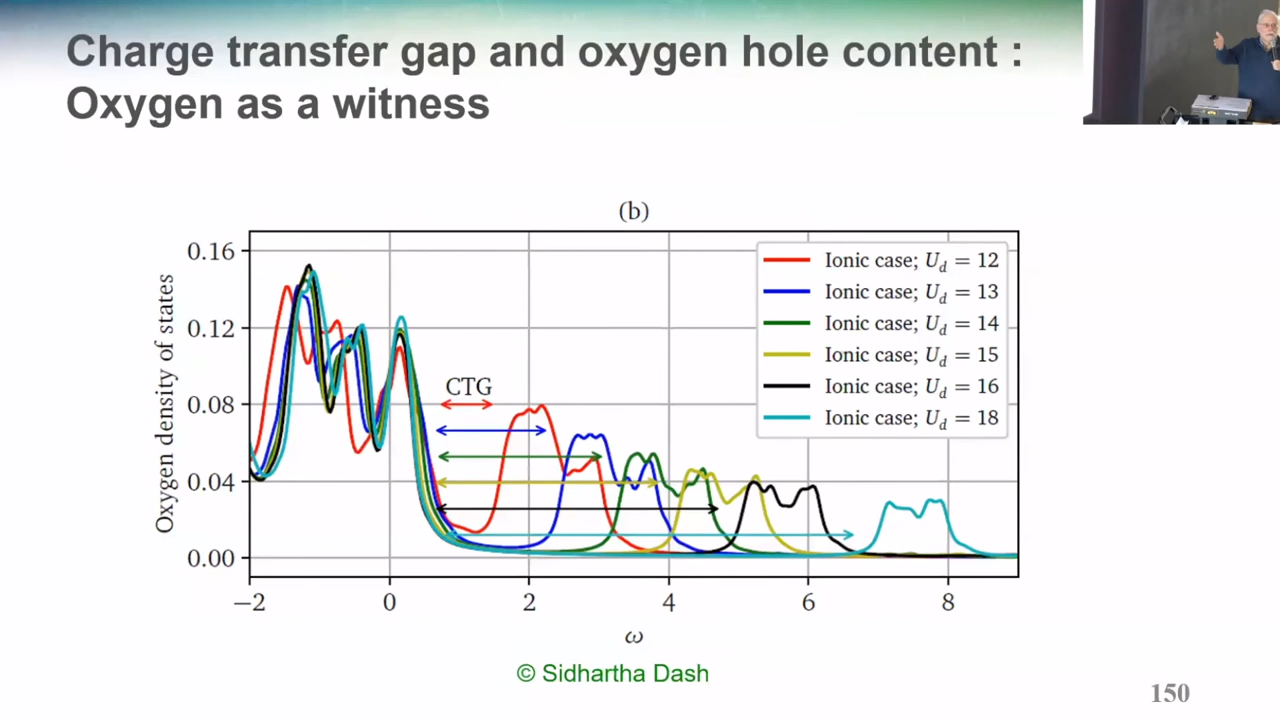 Charge transfer gap and oxygen hole content :
Oxygen as a witness
(b)
Oxygen density of states
0.16
0.12
0.08
0.04
0.00
CTG
Ionic case; U_d = 12
Ionic case; U_d = 13
Ionic case; U_d = 14
Ionic case; U_d = 15
Ionic case; U_d = 16
Ionic case; U_d = 18
−2 0 2 4 6 8
ω
© Sidhartha Dash
150